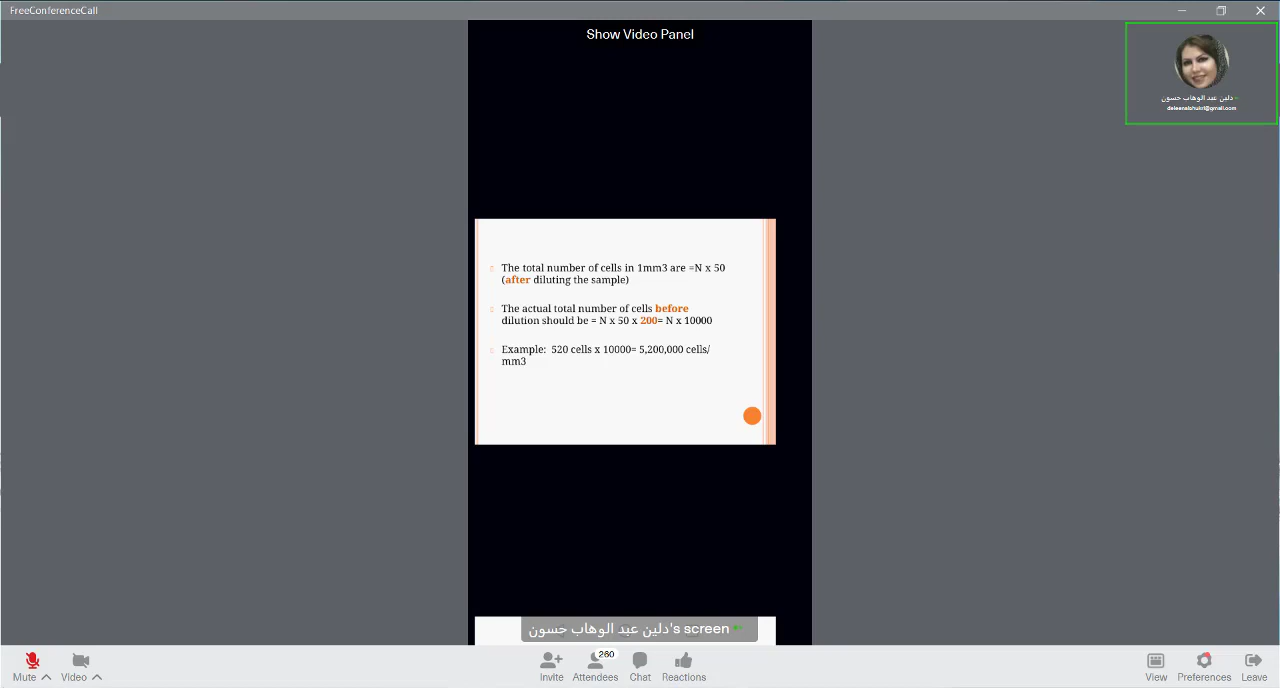 FreeConferenceCall
Show Video Panel
دلين عبد الوهاب حسون
deleenalshukri@gmail.com
The total number of cells in 1mm3 are =N x 50
(after diluting the sample)
The actual total number of cells before
dilution should be = N x 50 x 200= N x 10000
Example: 520 cells x 10000= 5,200,000 cells/
mm3
دلين عبد الوهاب حسون's screen
Mute
Video
Invite
260
Attendees
Chat
Reactions
View
Preferences
Leave